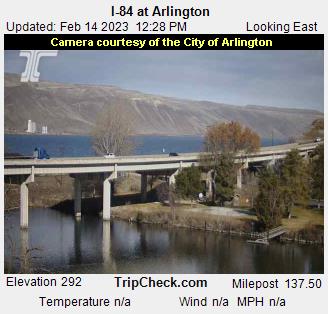 I-84 at Arlington
Updated: Feb 14 2023 12:28 PM Looking East
Camera courtesy of the City of Arlington
Elevation 292 TripCheck.com Milepost 137.50
Temperature n/a Wind n/a MPH n/a